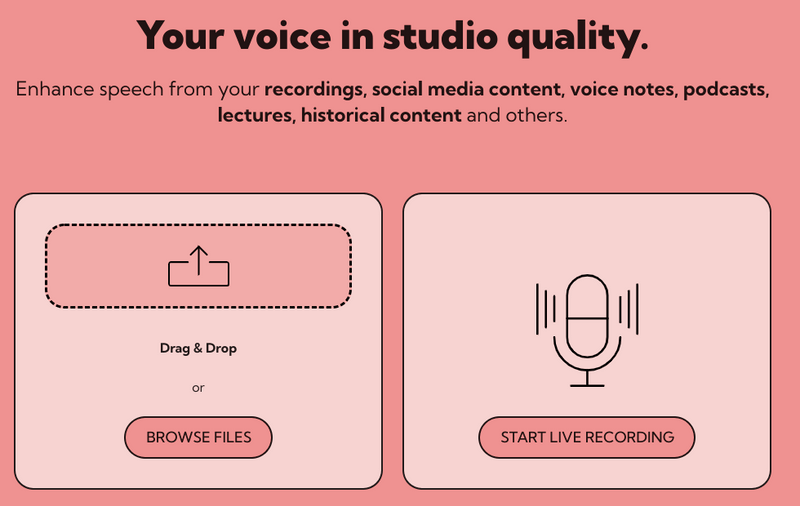 Your voice in studio quality.
Enhance speech from your recordings, social media content, voice notes, podcasts,
lectures, historical content and others.
Drag & Drop
or
BROWSE FILES
START LIVE RECORDING